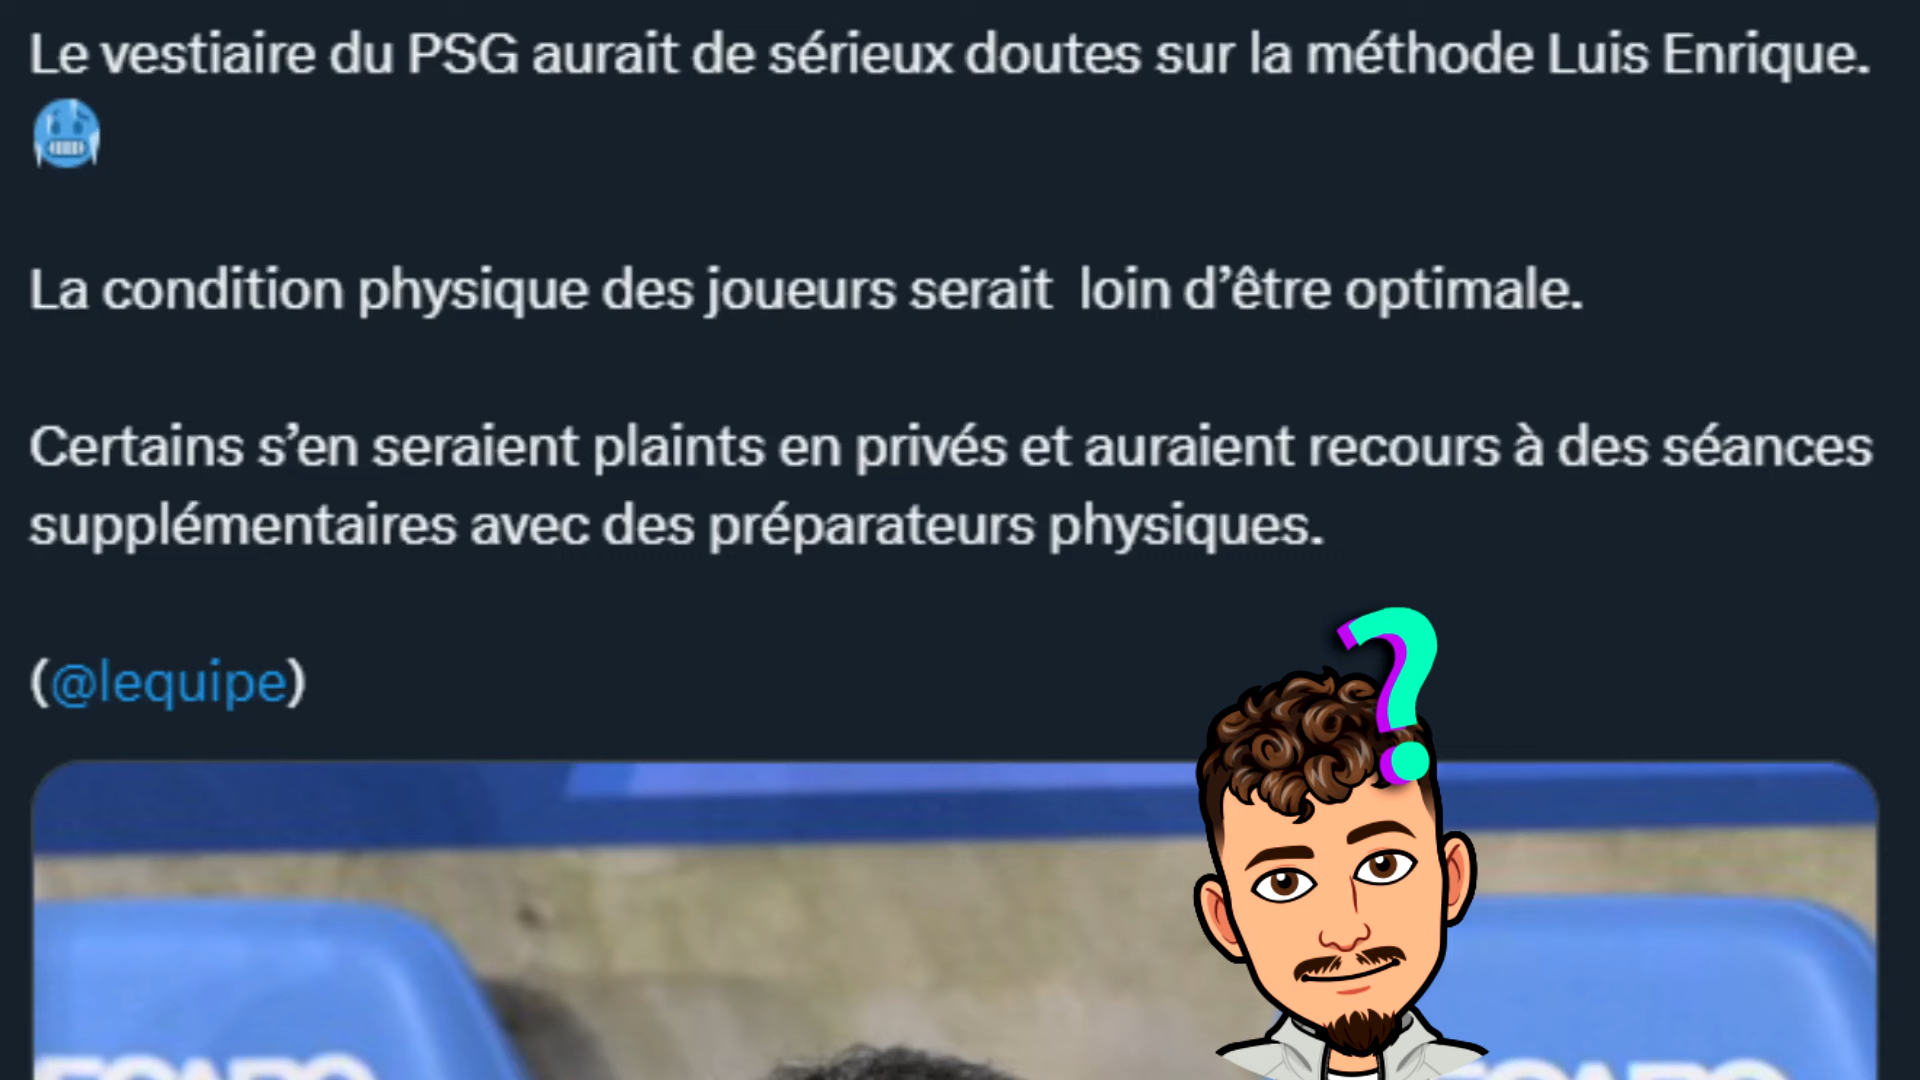 Le vestiaire du PSG aurait de sérieux doutes sur la méthode Luis Enrique.
🥶
La condition physique des joueurs serait  loin d’être optimale.
Certains s’en seraient plaints en privés et auraient recours à des séances
supplémentaires avec des préparateurs physiques.
(@lequipe)
?